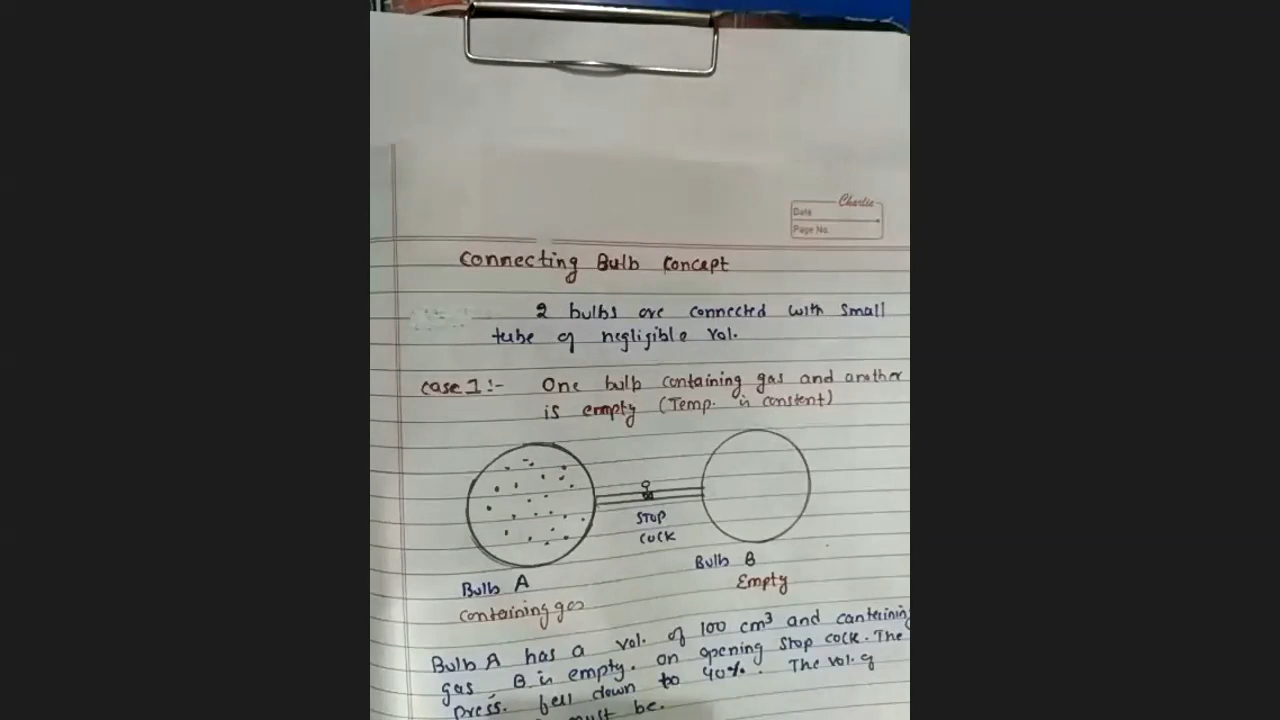 Charlie
Date
Page No.
Connecting Bulb Concept
2 bulbs are connected with small
tube of negligible vol.
Case 1:- One bulb containing gas and another
is empty (Temp. is constent)
STOP
COCK
Bulb A
Containing gas
Bulb B
Empty
Bulb A has a vol. of 100 cm³ and conterining
gas, B is empty. on opening stop cock. The
press. fell down to 40%. The vol. of
must be.